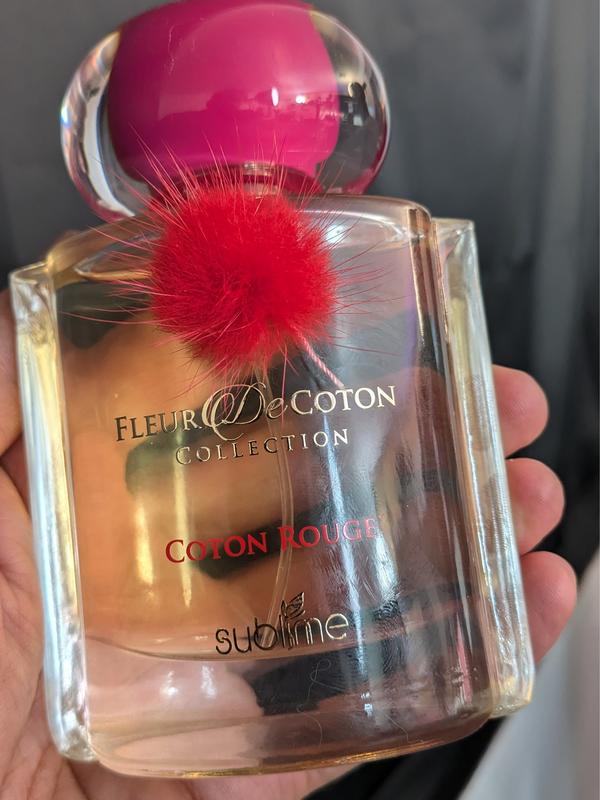 FLEUR De COTON
COLLECTION
COTON ROUGE
sublime